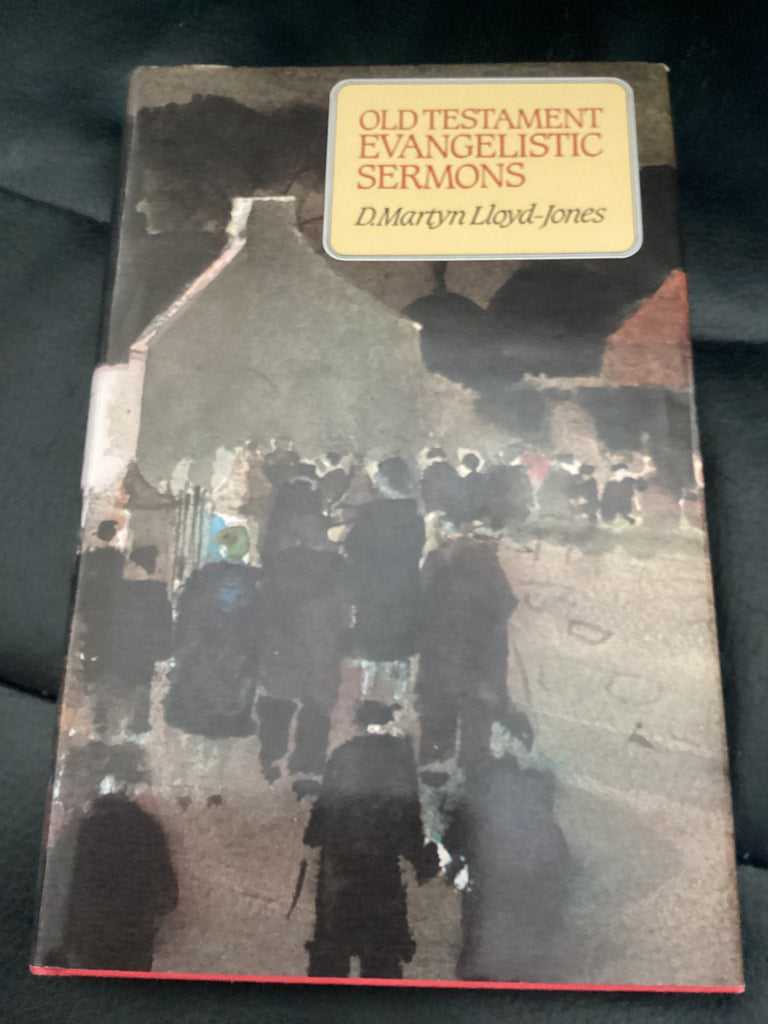 OLD TESTAMENT
EVANGELISTIC
SERMONS
D.Martyn Lloyd-Jones